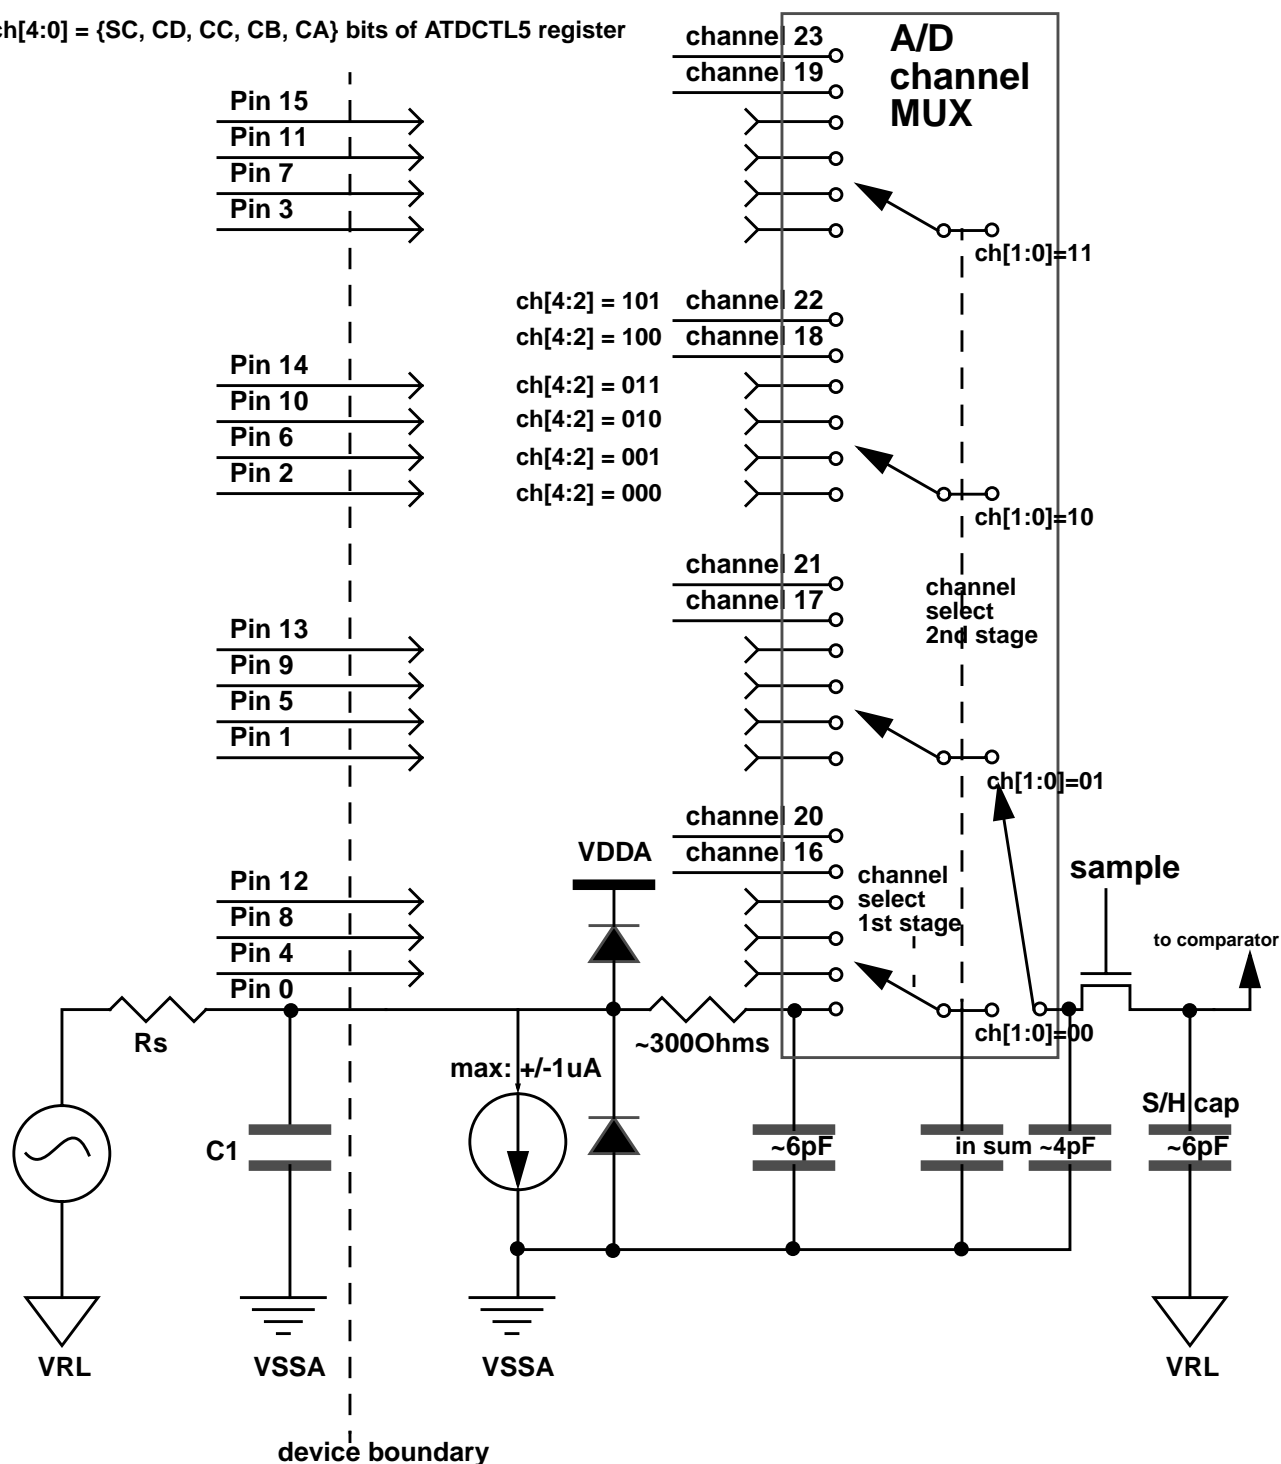 ch[4:0] = {SC, CD, CC, CB, CA} bits of ATDCTL5 register
channel 23
A/D
channel
MUX
channel 19
Pin 15
Pin 11
Pin 7
Pin 3
ch[1:0]=11
ch[4:2] = 101
channel 22
ch[4:2] = 100
channel 18
Pin 14
ch[4:2] = 011
Pin 10
ch[4:2] = 010
Pin 6
ch[4:2] = 001
Pin 2
ch[4:2] = 000
ch[1:0]=10
channel 21
channel 17
channel
select
2nd stage
Pin 13
Pin 9
Pin 5
Pin 1
ch[1:0]=01
channel 20
VDDA
channel 16
channel
select
1st stage
sample
Pin 12
Pin 8
to comparator
Pin 4
Pin 0
Rs
~300Ohms
ch[1:0]=00
max: +/-1uA
S/H cap
C1
~6pF
in sum ~4pF
~6pF
VRL
VSSA
VSSA
VRL
device boundary